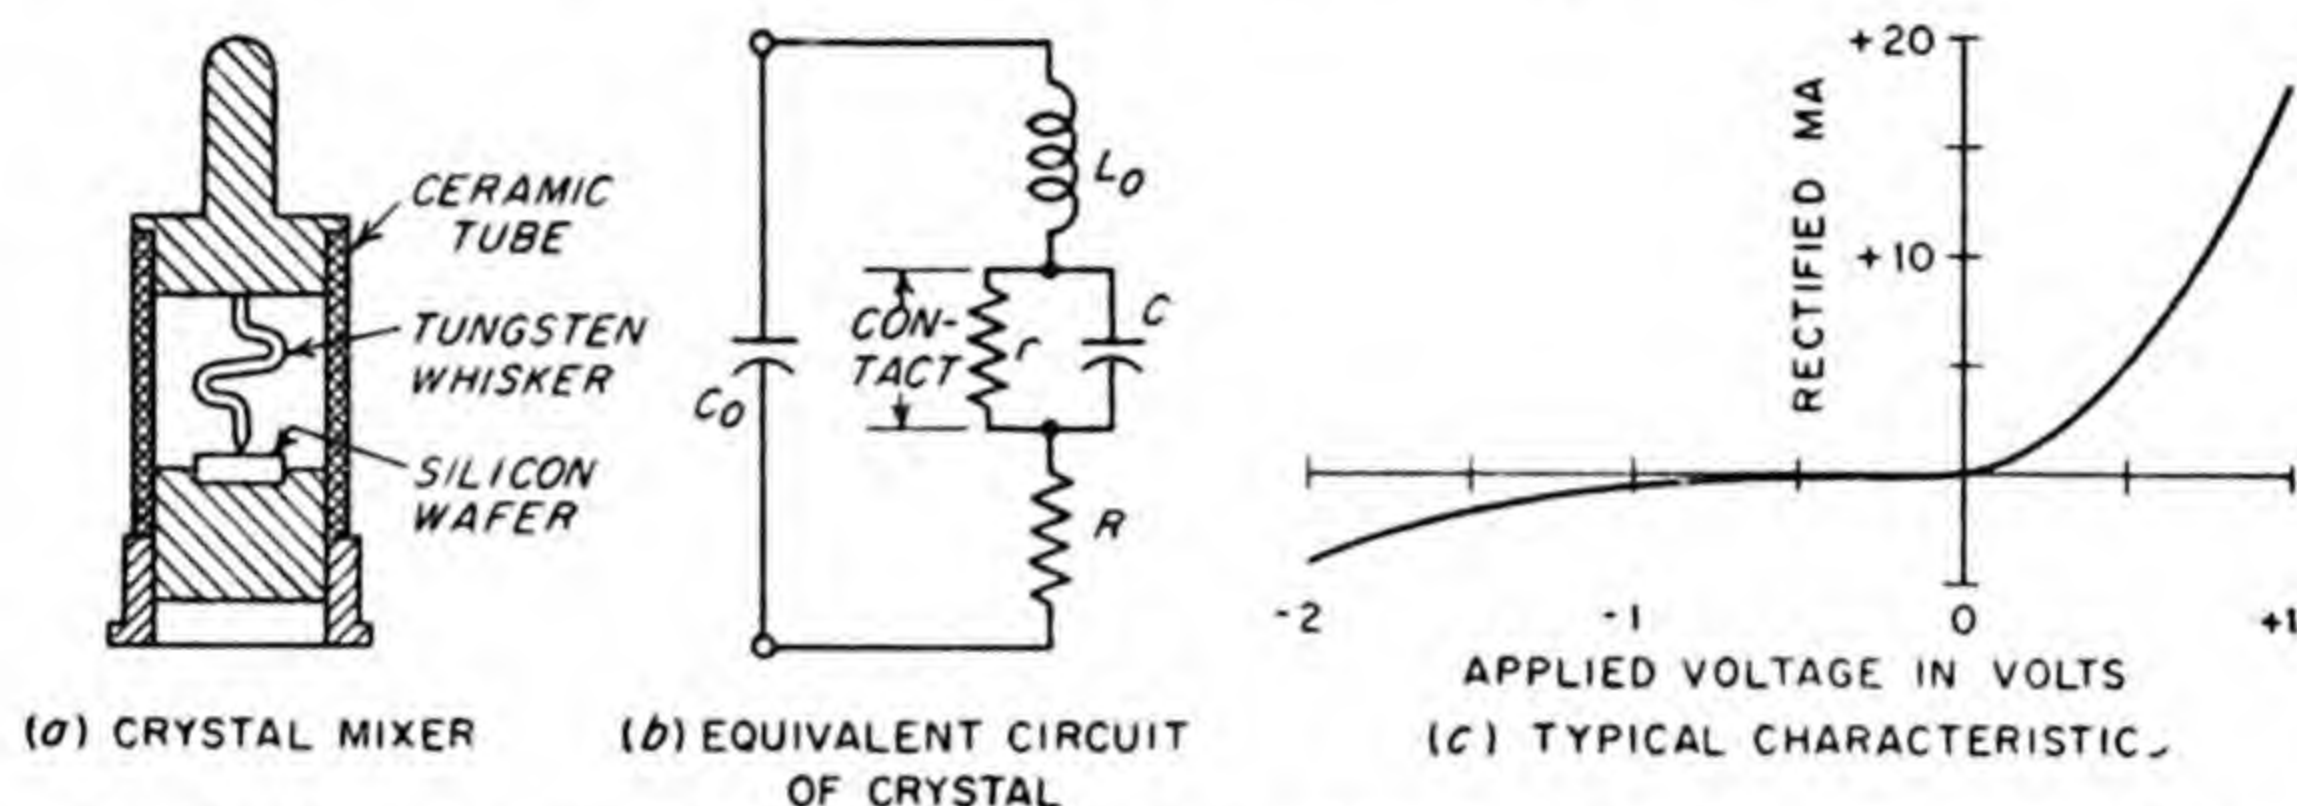 CERAMIC
TUBE
TUNGSTEN
WHISKER
SILICON
WAFER
(a) CRYSTAL MIXER
L0
CON-
TACT
r
C
C0
R
(b) EQUIVALENT CIRCUIT
OF CRYSTAL
RECTIFIED MA
+20
+10
-2
-1
0
+1
APPLIED VOLTAGE IN VOLTS
(c) TYPICAL CHARACTERISTIC